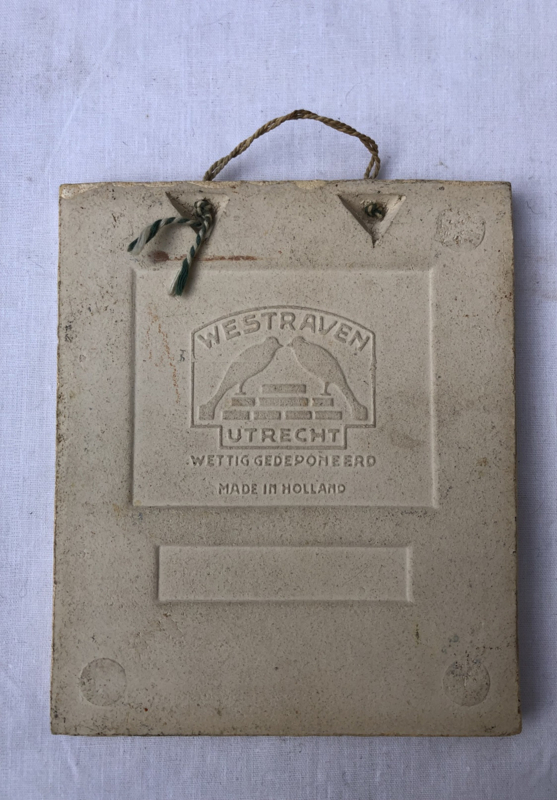 WESTRAVEN
UTRECHT
WETTIG GEDEPONEERD
MADE IN HOLLAND